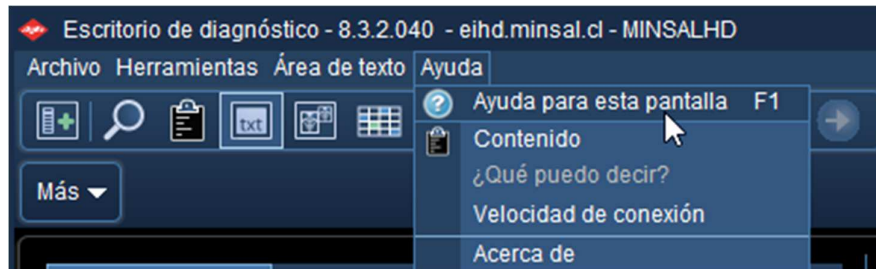 Escritorio de diagnóstico - 8.3.2.040 - eihd.minsal.cl - MINSALHD
Archivo Herramientas Área de texto Ayuda
txt
Ayuda para esta pantalla F1
Contenido
¿Qué puedo decir?
Más
Velocidad de conexión
Acerca de